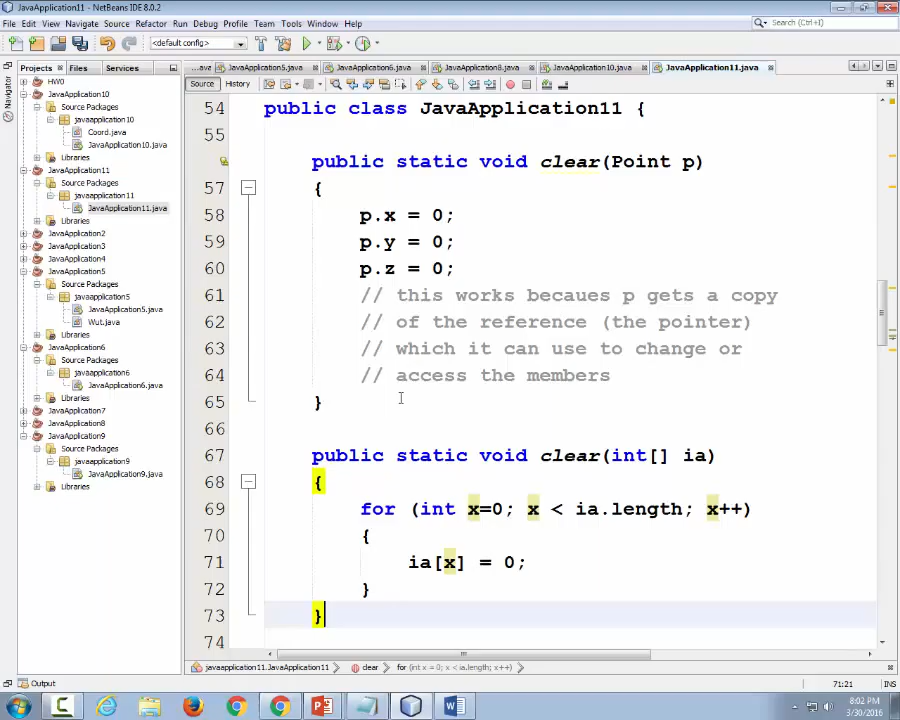 JavaApplication11 - NetBeans IDE 8.0.2
File Edit View Navigate Source Refactor Run Debug Profile Team Tools Window Help
Search (Ctrl+I)
<default config>
Projects Files Services
...ava JavaApplication5.java JavaApplication6.java JavaApplication8.java JavaApplication10.java JavaApplication11.java
Source History
Navigator
HW0
JavaApplication10
Source Packages
javaapplication10
Coord.java
JavaApplication10.java
Libraries
JavaApplication11
Source Packages
javaapplication11
JavaApplication11.java
Libraries
JavaApplication2
JavaApplication3
JavaApplication4
JavaApplication5
Source Packages
javaapplication5
JavaApplication5.java
Wut.java
Libraries
JavaApplication6
Source Packages
javaapplication6
JavaApplication6.java
Libraries
JavaApplication7
JavaApplication8
JavaApplication9
Source Packages
javaapplication9
JavaApplication9.java
Libraries
54 public class JavaApplication11 {
55
public static void clear(Point p)
57 {
58 p.x = 0;
59 p.y = 0;
60 p.z = 0;
61 // this works becaues p gets a copy
62 // of the reference (the pointer)
63 // which it can use to change or
64 // access the members
65 }
66
67 public static void clear(int[] ia)
68 {
69 for (int x=0; x < ia.length; x++)
70 {
71 ia[x] = 0;
72 }
73 }
74
javaapplication11.JavaApplication11 clear for (int x = 0; x < ia.length; x++)
Output
71:21 INS
8:02 PM
3/30/2016